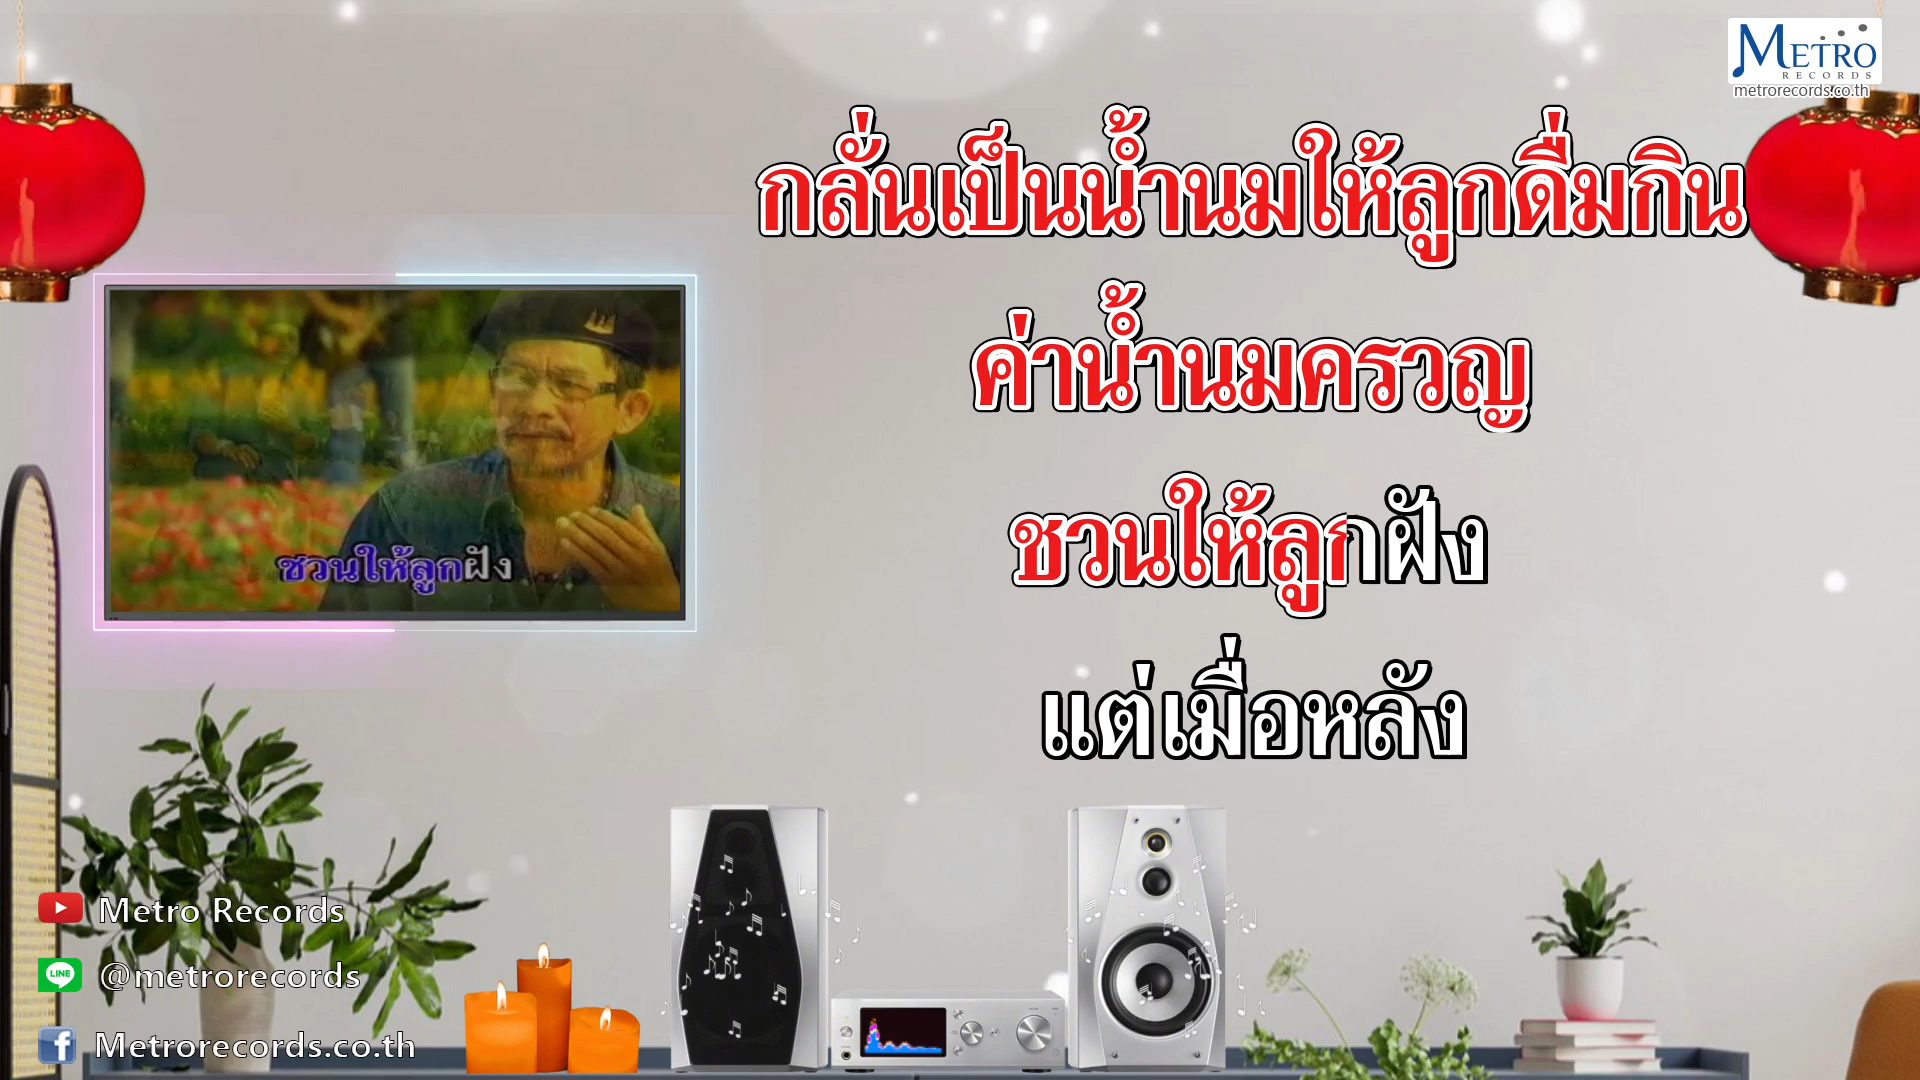 METRO
RECORDS
metrorecords.co.th
กลั่นเป็นน้ำนมให้ลูกดื่มกิน
ค่าน้ำนมครวญ
ชวนให้ลูกฝัง
แต่เมื่อหลัง
ชวนให้ลูกฝัง
Metro Records
LINE
@metrorecords
Metrorecords.co.th